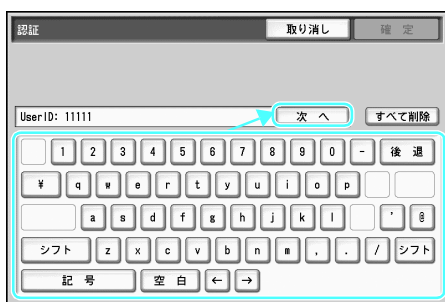 認証 取り消し 確 定
UserID: 11111 次 へ すべて削除
1 2 3 4 5 6 7 8 9 0 - 後 退
¥ q w e r t y u i o p
a s d f g h j k l ' @
シフト z x c v b n m , . / シフト
記 号 空 白 ← →